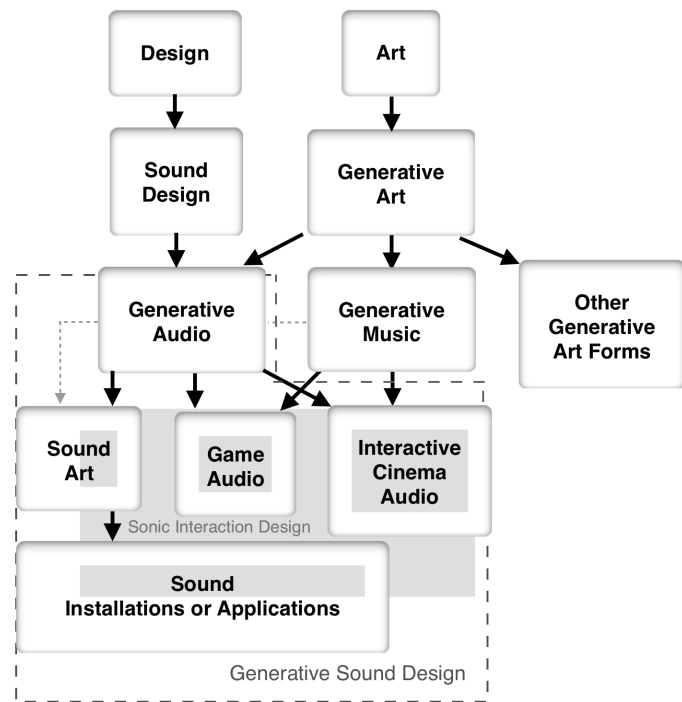 Design
Art
Sound
Design
Generative
Art
Generative
Audio
Generative
Music
Other
Generative
Art Forms
Sound
Art
Game
Audio
Interactive
Cinema
Audio
Sonic Interaction Design
Sound
Installations or Applications
Generative Sound Design